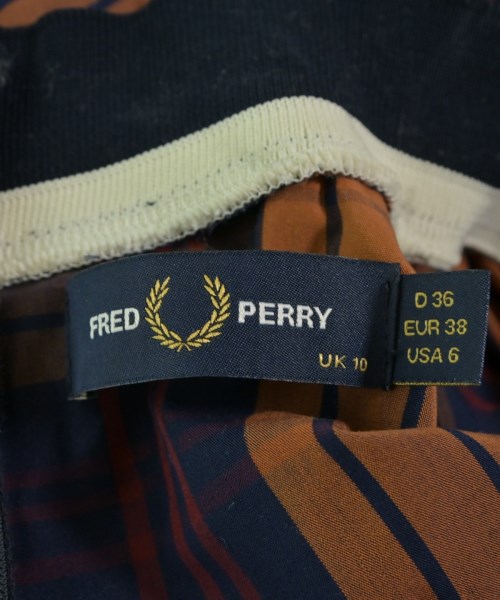 FRED PERRY
UK 10
D 36
EUR 38
USA 6